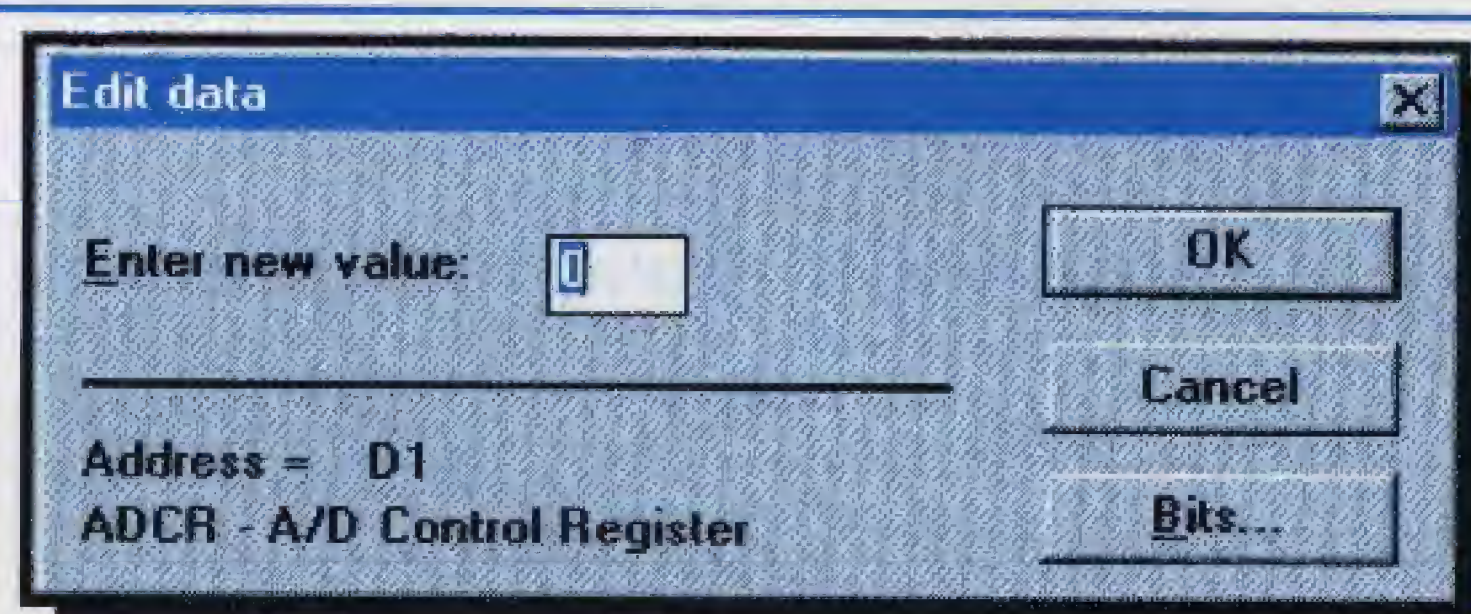 Edit data
Enter new value: 0
OK
Cancel
Address = D1
ADCR - A/D Control Register
Bits...